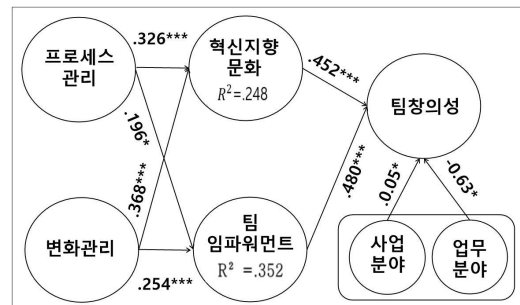 프로세스
관리
.326***
혁신지향
문화
R²=.248
.452***
팀창의성
.196*
.368***
.480***
변화관리
.254***
팀
임파워먼트
R² =.352
0.05*
-0.63*
사업
분야
업무
분야